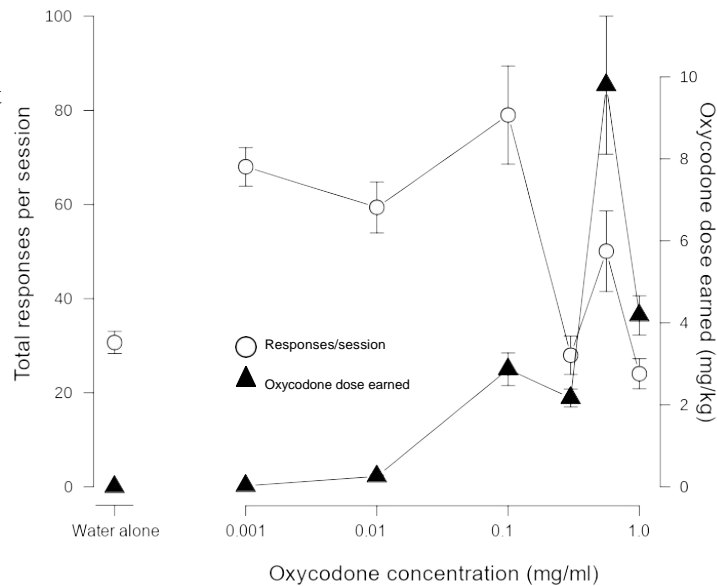 100
80
60
40
20
0
Total responses per session
10
8
6
4
2
0
Oxycodone dose earned (mg/kg)
Responses/session
Oxycodone dose earned
Water alone 0.001 0.01 0.1 1.0
Oxycodone concentration (mg/ml)